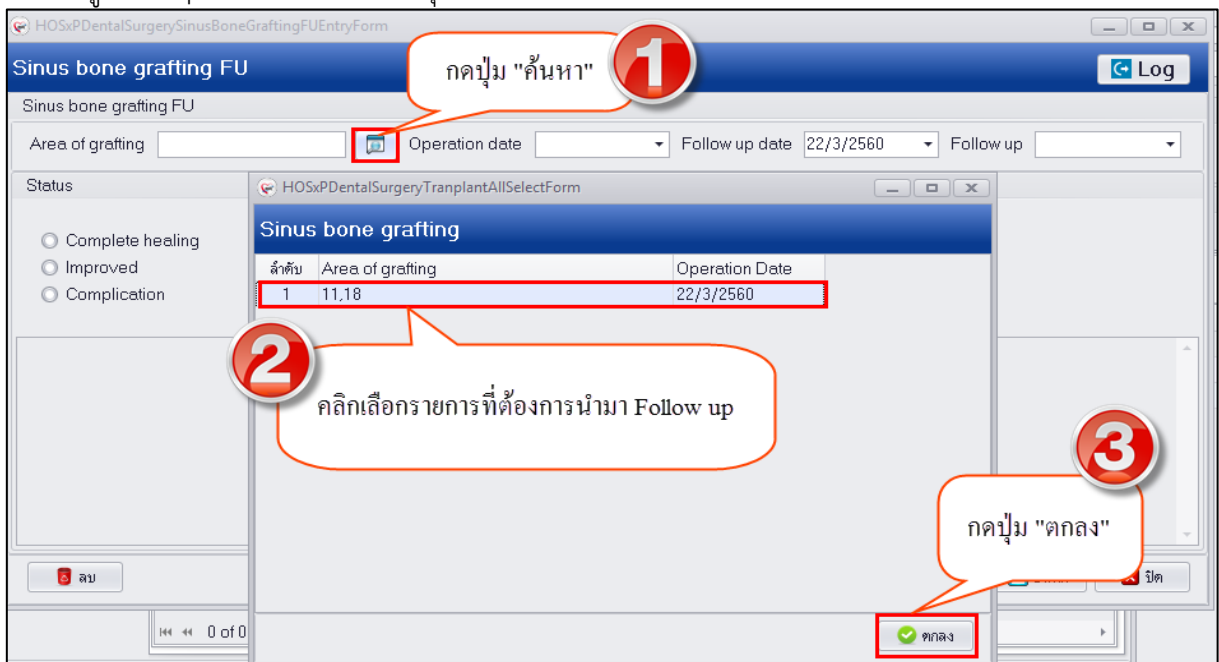 HOSxPDentalSurgerySinusBoneGraftingFUEntryForm
Sinus bone grafting FU
กดปุ่ม "ค้นหา"
1
Log
Sinus bone grafting FU
Area of grafting
Operation date
Follow up date 22/3/2560
Follow up
Status
HOSxPDentalSurgeryTranplantAllSelectForm
Complete healing
Improved
Complication
Sinus bone grafting
ลำดับ Area of grafting Operation Date
1 11,18 22/3/2560
2
คลิกเลือกรายการที่ต้องการนำมา Follow up
3
กดปุ่ม "ตกลง"
ลบ
ปิด
0 of 0
ตกลง